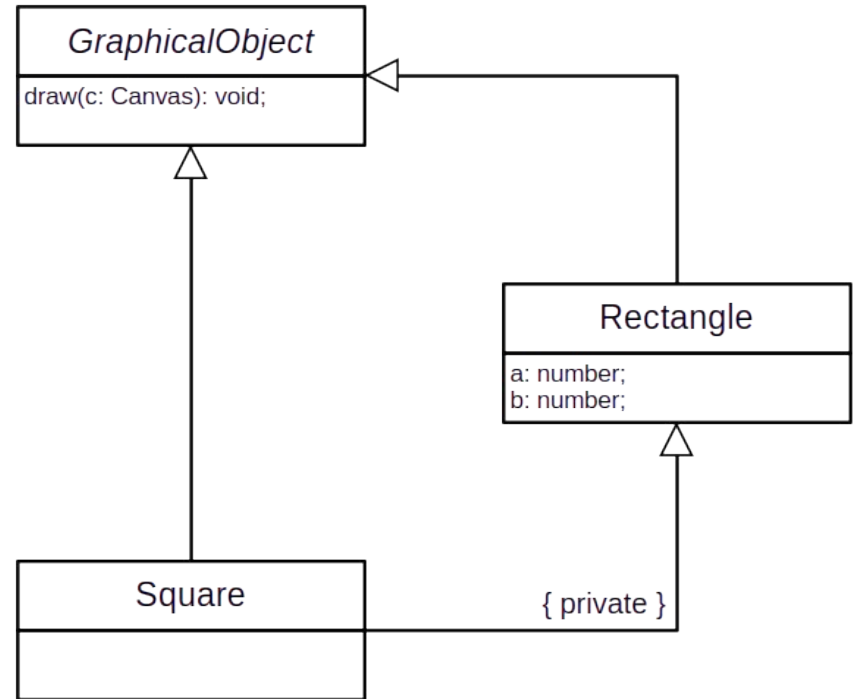 GraphicalObject
draw(c: Canvas): void;
Rectangle
a: number;
b: number;
Square
{ private }